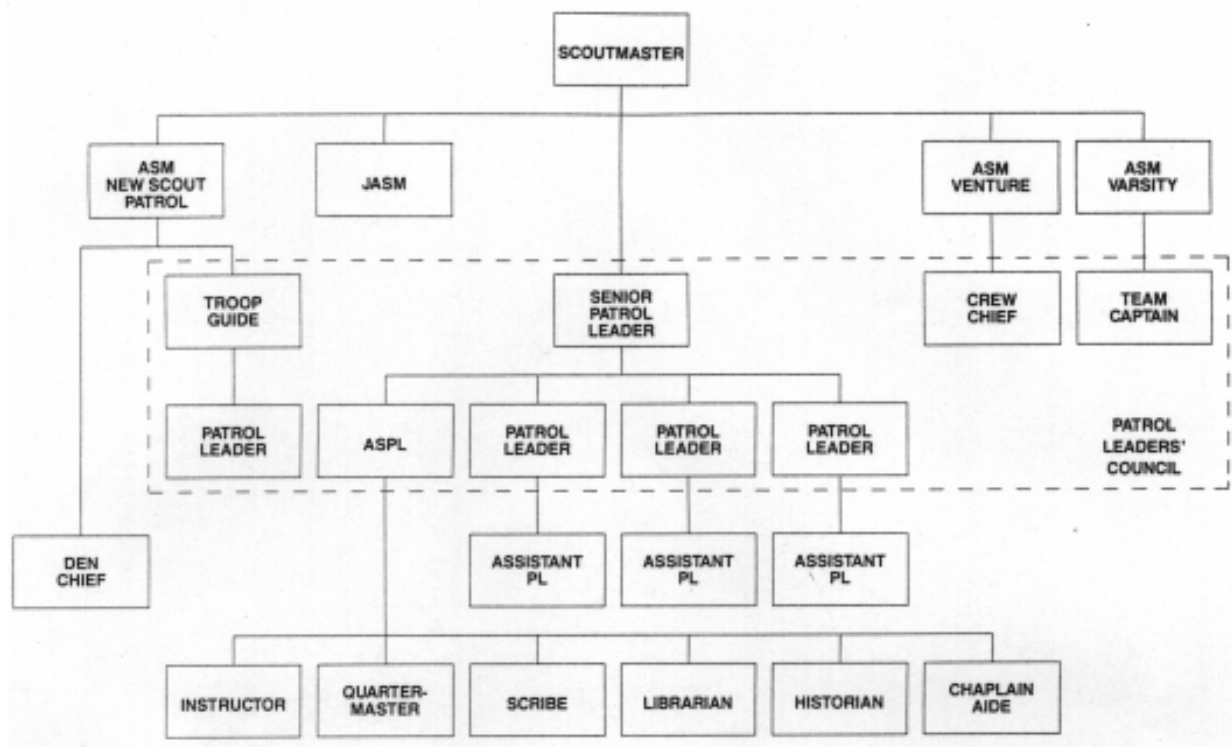 SCOUTMASTER
ASM
NEW SCOUT
PATROL
JASM
ASM
VENTURE
ASM
VARSITY
TROOP
GUIDE
SENIOR
PATROL
LEADER
CREW
CHIEF
TEAM
CAPTAIN
PATROL
LEADER
ASPL
PATROL
LEADER
PATROL
LEADER
PATROL
LEADER
PATROL
LEADERS'
COUNCIL
DEN
CHIEF
ASSISTANT
PL
ASSISTANT
PL
ASSISTANT
PL
INSTRUCTOR
QUARTER-
MASTER
SCRIBE
LIBRARIAN
HISTORIAN
CHAPLAIN
AIDE